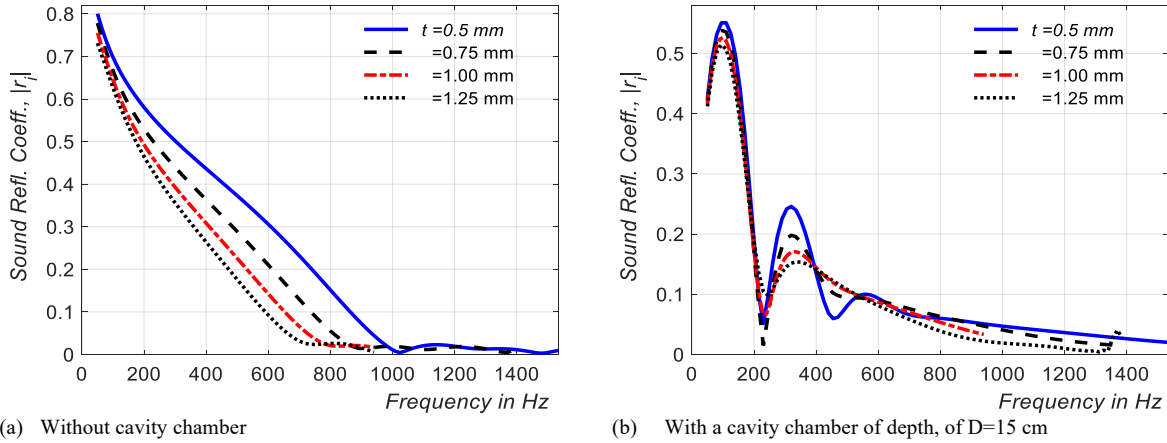 0.8
0.7
0.6
0.5
0.4
0.3
0.2
0.1
0
Sound Refl. Coeff., |rj|
t =0.5 mm
=0.75 mm
=1.00 mm
=1.25 mm
0 200 400 600 800 1000 1200 1400
Frequency in Hz
(a) Without cavity chamber
0.5
0.4
0.3
0.2
0.1
0
Sound Refl. Coeff., |rj|
t =0.5 mm
=0.75 mm
=1.00 mm
=1.25 mm
0 200 400 600 800 1000 1200 1400
Frequency in Hz
(b) With a cavity chamber of depth, of D=15 cm